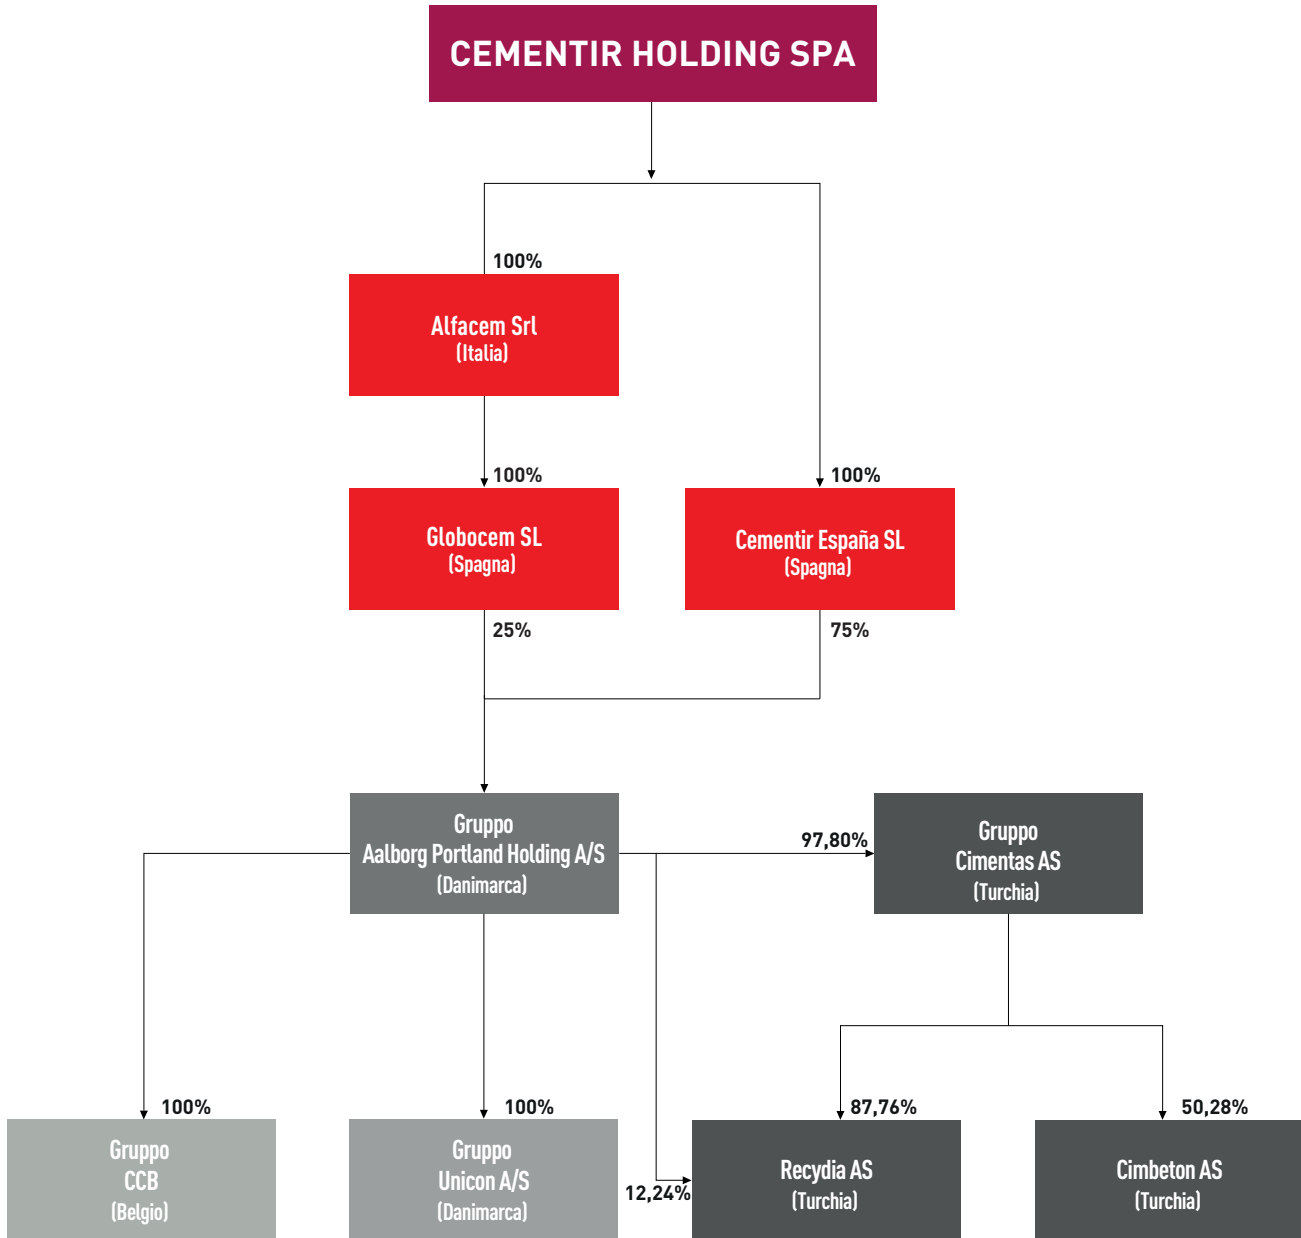 CEMENTIR HOLDING SPA
100%
Alfacem Srl
(Italia)
100%
100%
Globocem SL
(Spagna)
Cementir España SL
(Spagna)
25%
75%
Gruppo
Aalborg Portland Holding A/S
(Danimarca)
97,80%
Gruppo
Cimentas AS
(Turchia)
100%
100%
87,76%
50,28%
Gruppo
CCB
(Belgio)
Gruppo
Unicon A/S
(Danimarca)
12,24%
Recydia AS
(Turchia)
Cimbeton AS
(Turchia)